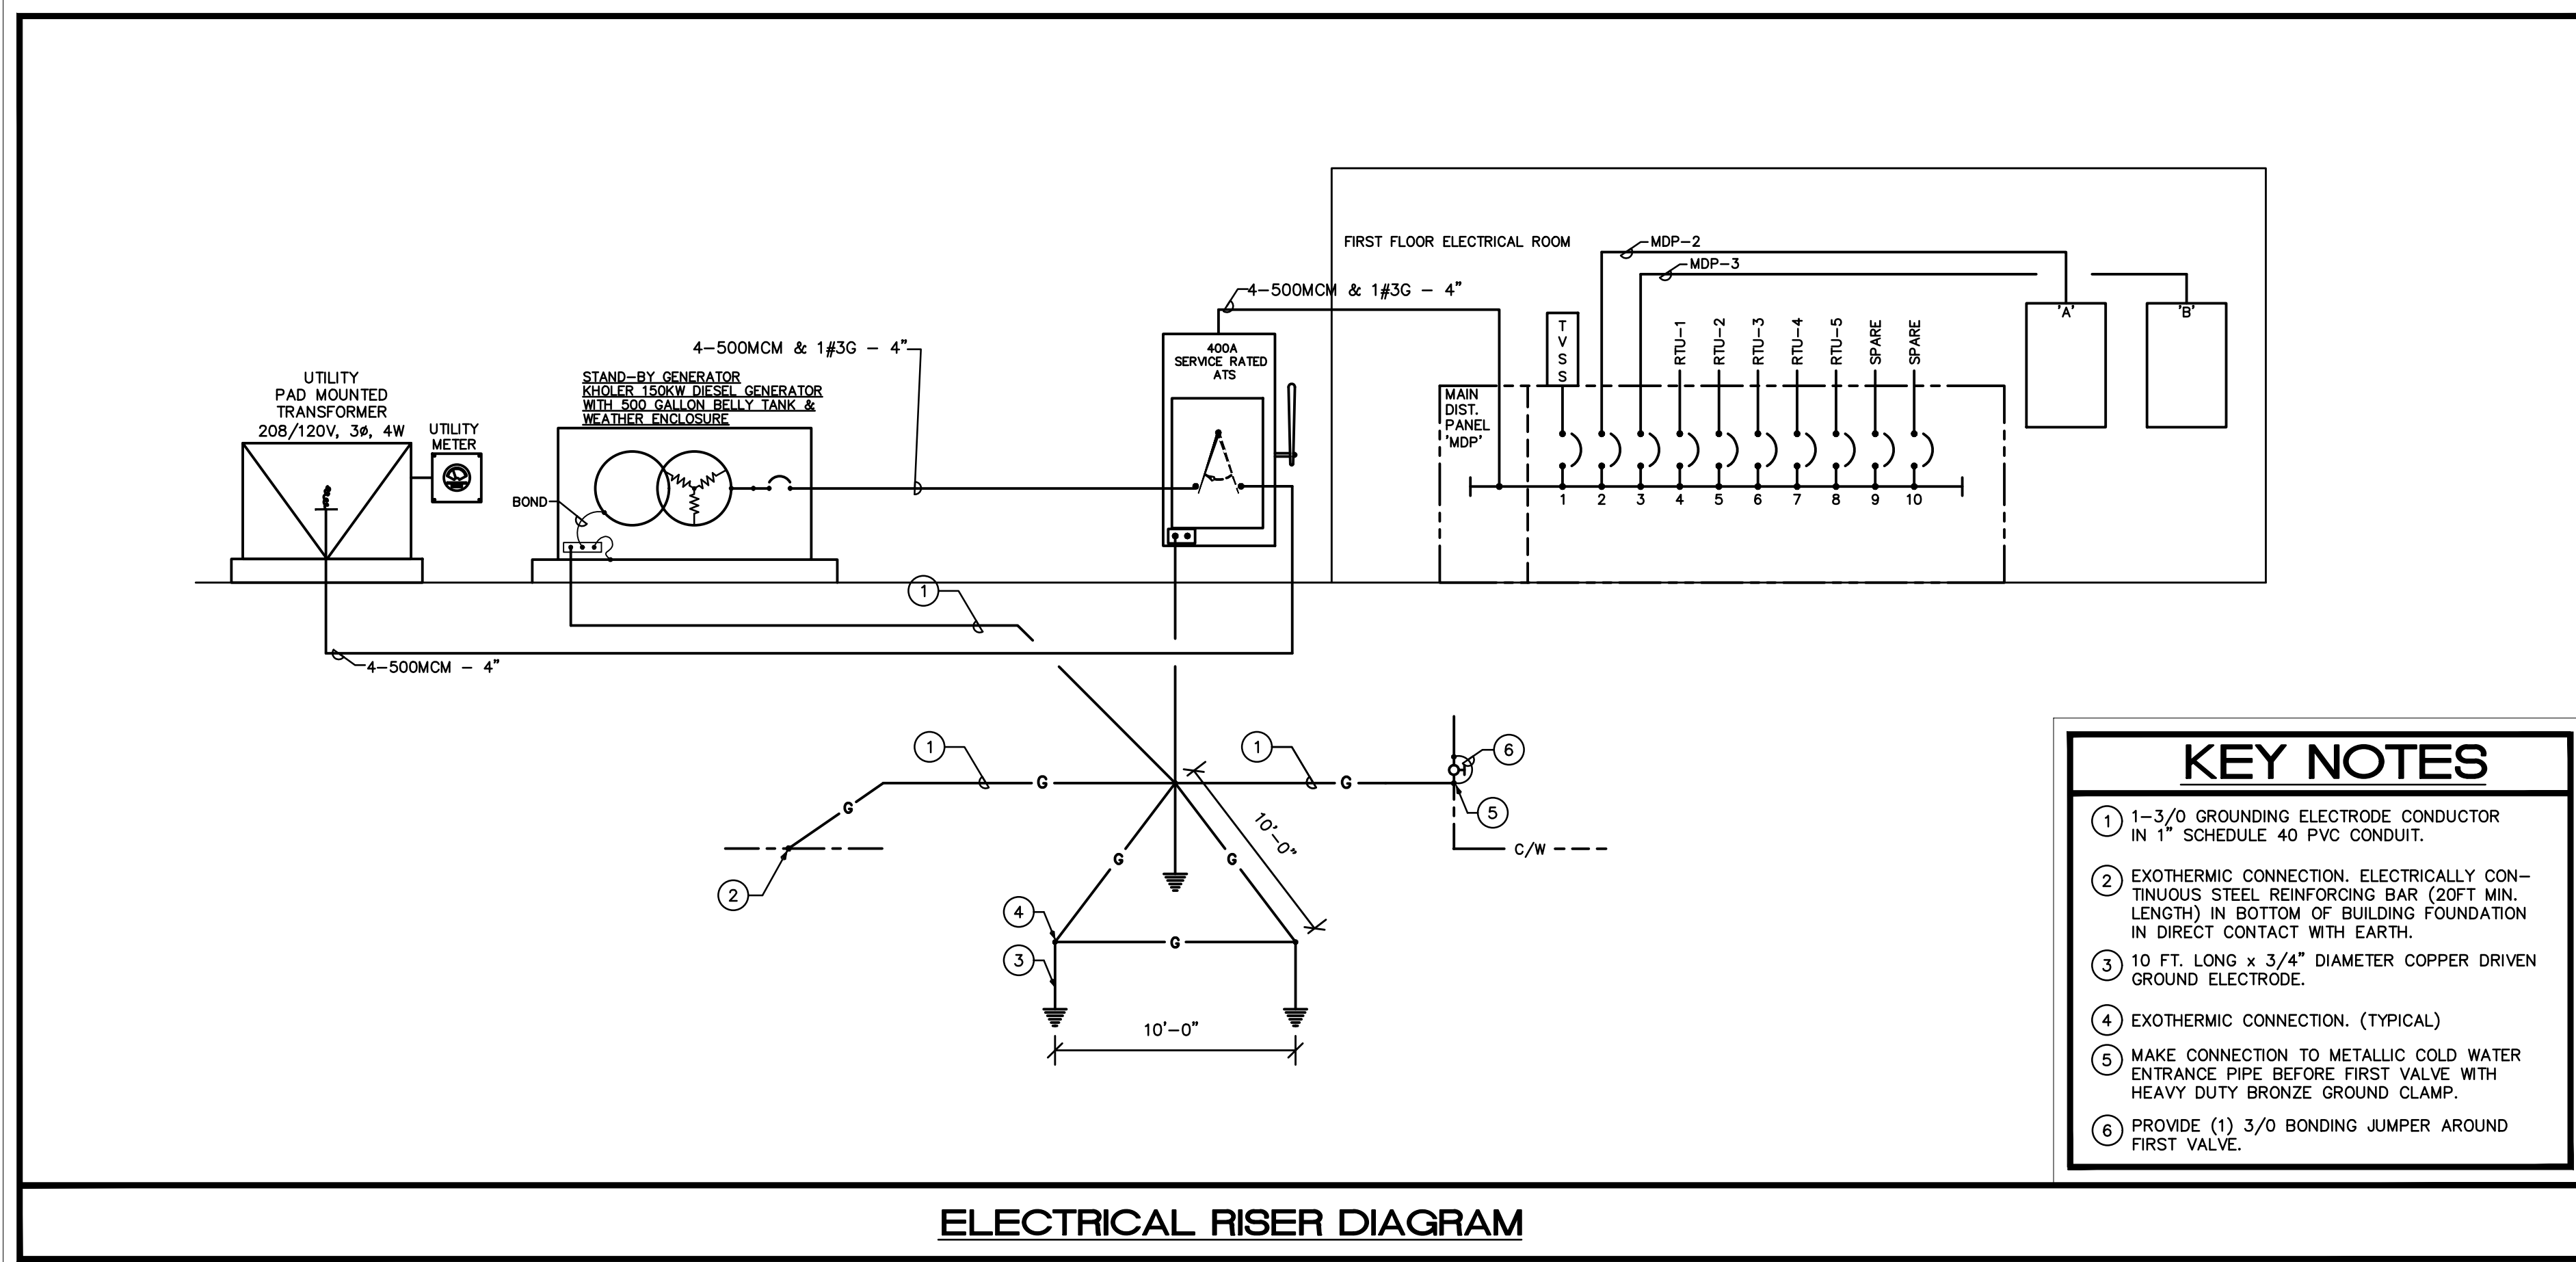 FIRST FLOOR ELECTRICAL ROOM
MDP-2
MDP-3
4-500MCM & 1#3G - 4"
4-500MCM & 1#3G - 4"
UTILITY
PAD MOUNTED
TRANSFORMER
208/120V, 3ø, 4W
UTILITY
METER
STAND-BY GENERATOR
KHOLER 150KW DIESEL GENERATOR
WITH 500 GALLON BELLY TANK &
WEATHER ENCLOSURE
BOND
400A
SERVICE RATED
ATS
TVSS
RTU-1
RTU-2
RTU-3
RTU-4
RTU-5
SPARE
SPARE
'A'
'B'
MAIN
DIST.
PANEL
'MDP'
1 2 3 4 5 6 7 8 9 10
1
4-500MCM - 4"
1
G
G
1
G
6
5
C/W
2
G
G
10'-0"
4
G
3
10'-0"
KEY NOTES
1 1-3/0 GROUNDING ELECTRODE CONDUCTOR
IN 1" SCHEDULE 40 PVC CONDUIT.
2 EXOTHERMIC CONNECTION. ELECTRICALLY CON-
TINUOUS STEEL REINFORCING BAR (20FT MIN.
LENGTH) IN BOTTOM OF BUILDING FOUNDATION
IN DIRECT CONTACT WITH EARTH.
3 10 FT. LONG x 3/4" DIAMETER COPPER DRIVEN
GROUND ELECTRODE.
4 EXOTHERMIC CONNECTION. (TYPICAL)
5 MAKE CONNECTION TO METALLIC COLD WATER
ENTRANCE PIPE BEFORE FIRST VALVE WITH
HEAVY DUTY BRONZE GROUND CLAMP.
6 PROVIDE (1) 3/0 BONDING JUMPER AROUND
FIRST VALVE.
ELECTRICAL RISER DIAGRAM